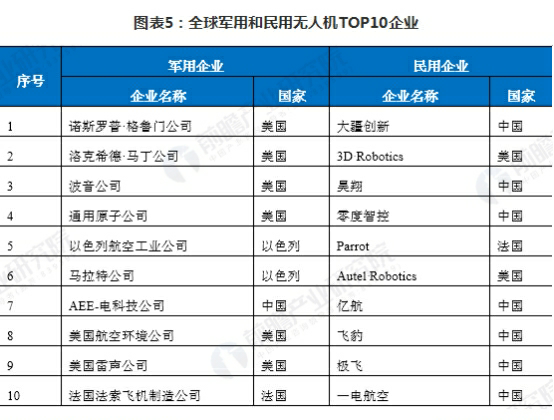 图表5：全球军用和民用无人机TOP10企业
序号 军用企业 民用企业
企业名称 国家 企业名称 国家
1 诺斯罗普·格鲁门公司 美国 大疆创新 中国
2 洛克希德·马丁公司 美国 3D Robotics 美国
3 波音公司 美国 昊翔 中国
4 通用原子公司 美国 零度智控 中国
5 以色列航空工业公司 以色列 Parrot 法国
6 马拉特公司 以色列 Autel Robotics 美国
7 AEE-电科技公司 中国 亿航 中国
8 美国航空环境公司 美国 飞豹 中国
9 美国雷声公司 美国 极飞 中国
10 法国法索飞机制造公司 法国 一电航空 中国